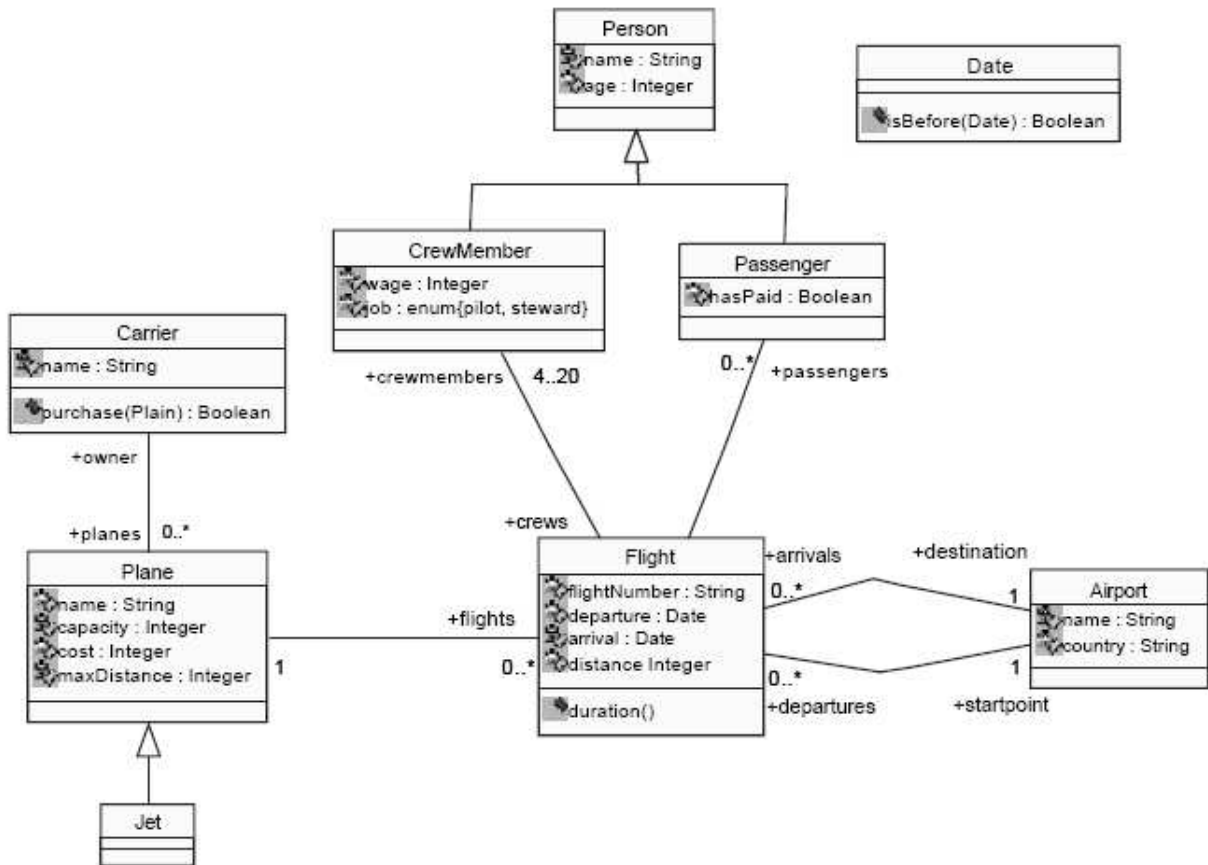 Person
name : String
age : Integer
Date
isBefore(Date) : Boolean
CrewMember
wage : Integer
job : enum{pilot, steward}
Passenger
hasPaid : Boolean
Carrier
name : String
purchase(Plain) : Boolean
+crewmembers
4..20
0..*
+passengers
+owner
+planes
0..*
Plane
name : String
capacity : Integer
cost : Integer
maxDistance : Integer
+flights
1
0..*
+crews
Flight
flightNumber : String
departure : Date
arrival : Date
distance Integer
duration()
+arrivals
0..*
+destination
1
0..*
+departures
1
+startpoint
Airport
name : String
country : String
Jet